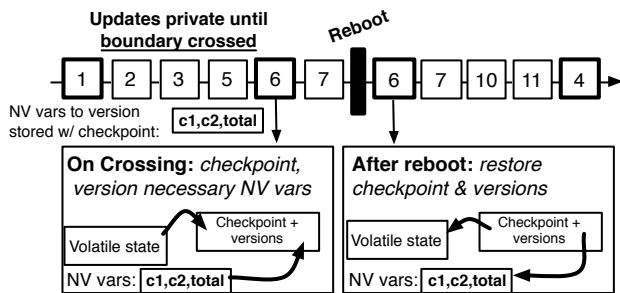 Updates private until
boundary crossed
Reboot
1 2 3 5 6 7 6 7 10 11 4
NV vars to version
stored w/ checkpoint:
c1,c2,total
On Crossing: checkpoint,
version necessary NV vars
Volatile state
Checkpoint +
versions
NV vars: c1,c2,total
After reboot: restore
checkpoint & versions
Volatile state
Checkpoint +
versions
NV vars: c1,c2,total